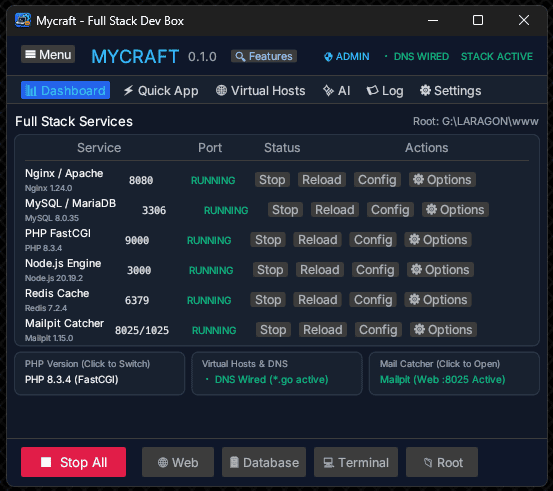 Mycraft - Full Stack Dev Box
Menu MYCRAFT 0.1.0 Features ADMIN · DNS WIRED STACK ACTIVE
Dashboard Quick App Virtual Hosts AI Log Settings
Full Stack Services Root: G:\LARAGON\www
Service Port Status Actions
Nginx / Apache 8080 RUNNING Stop Reload Config Options
Nginx 1.24.0
MySQL / MariaDB 3306 RUNNING Stop Reload Config Options
MySQL 8.0.35
PHP FastCGI 9000 RUNNING Stop Reload Config Options
PHP 8.3.4
Node.js Engine 3000 RUNNING Stop Reload Config Options
Node.js 20.19.2
Redis Cache 6379 RUNNING Stop Reload Config Options
Redis 7.2.4
Mailpit Catcher 8025/1025 RUNNING Stop Reload Config Options
Mailpit 1.15.0
PHP Version (Click to Switch) Virtual Hosts & DNS Mail Catcher (Click to Open)
PHP 8.3.4 (FastCGI) · DNS Wired (*.go active) Mailpit (Web :8025 Active)
Stop All Web Database Terminal Root